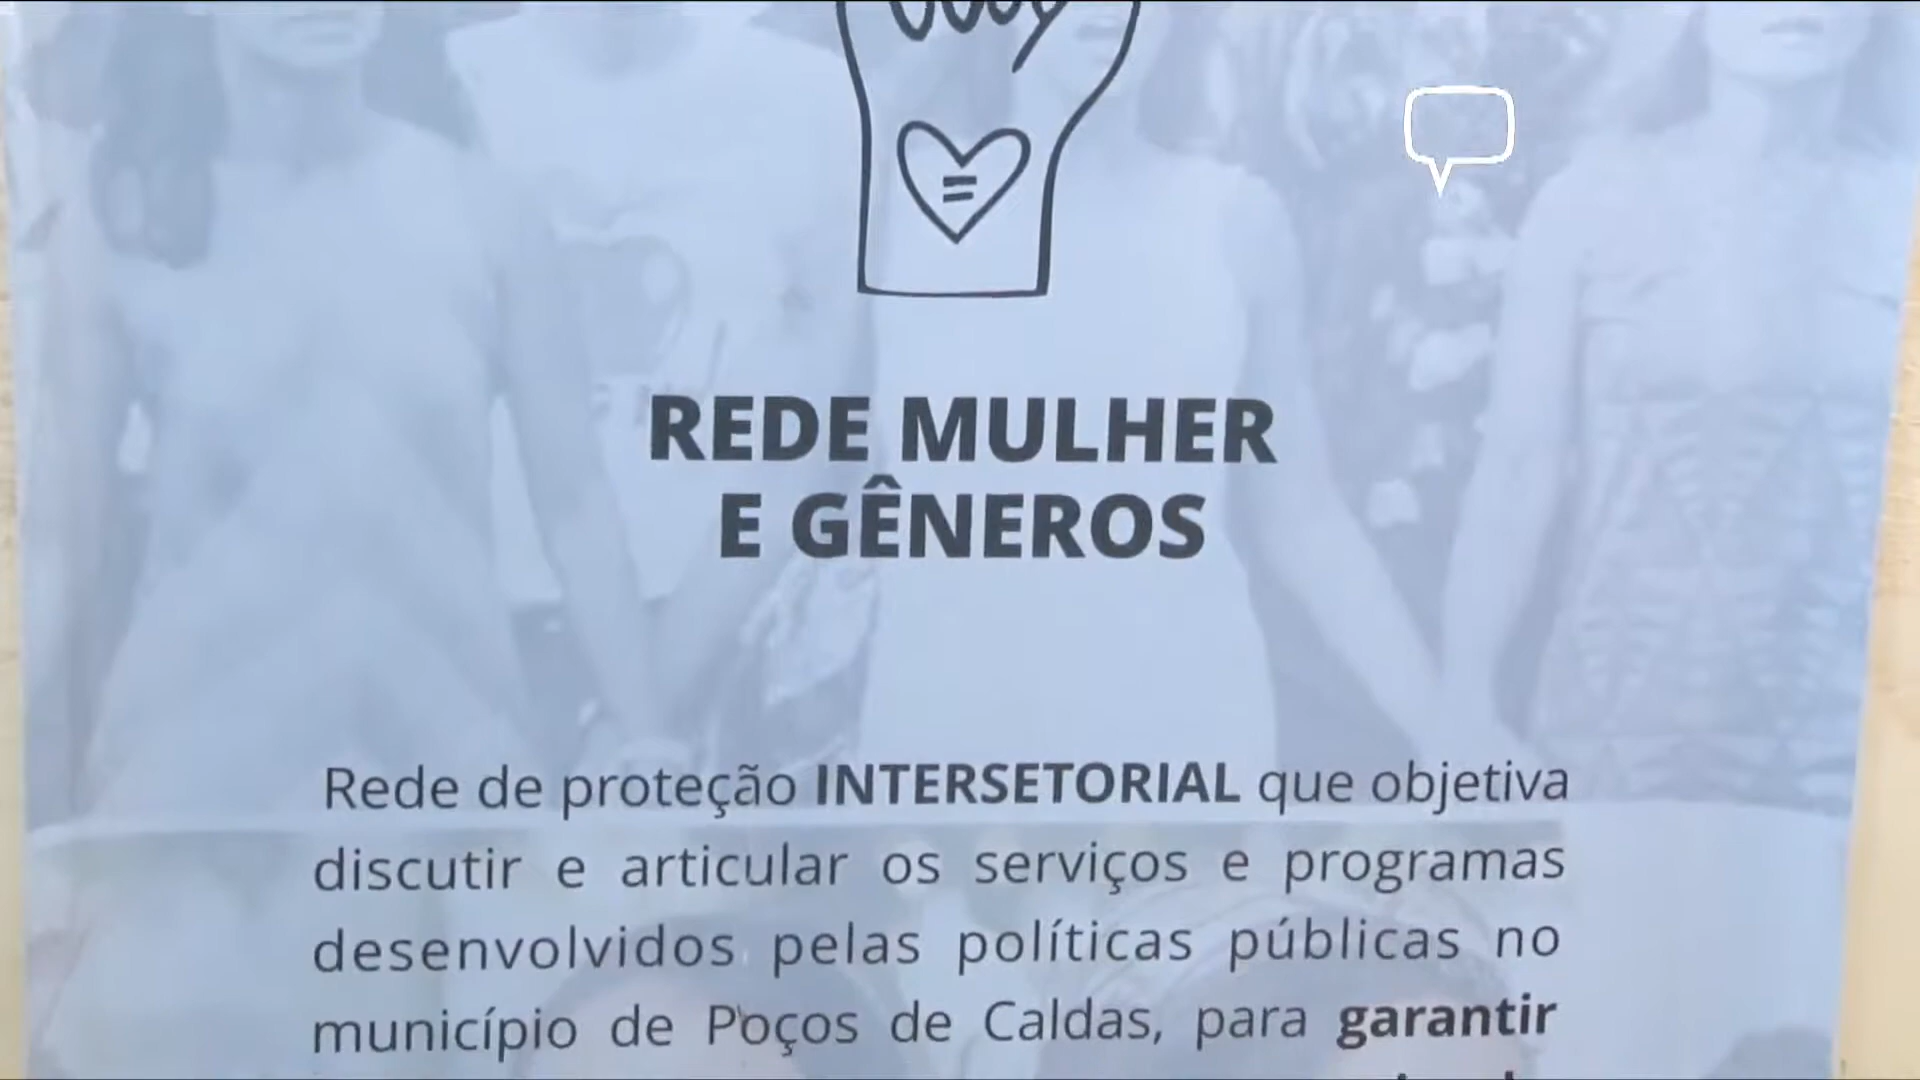 REDE MULHER
E GÊNEROS
Rede de proteção INTERSETORIAL que objetiva
discutir e articular os serviços e programas
desenvolvidos pelas políticas públicas no
município de Poços de Caldas, para garantir